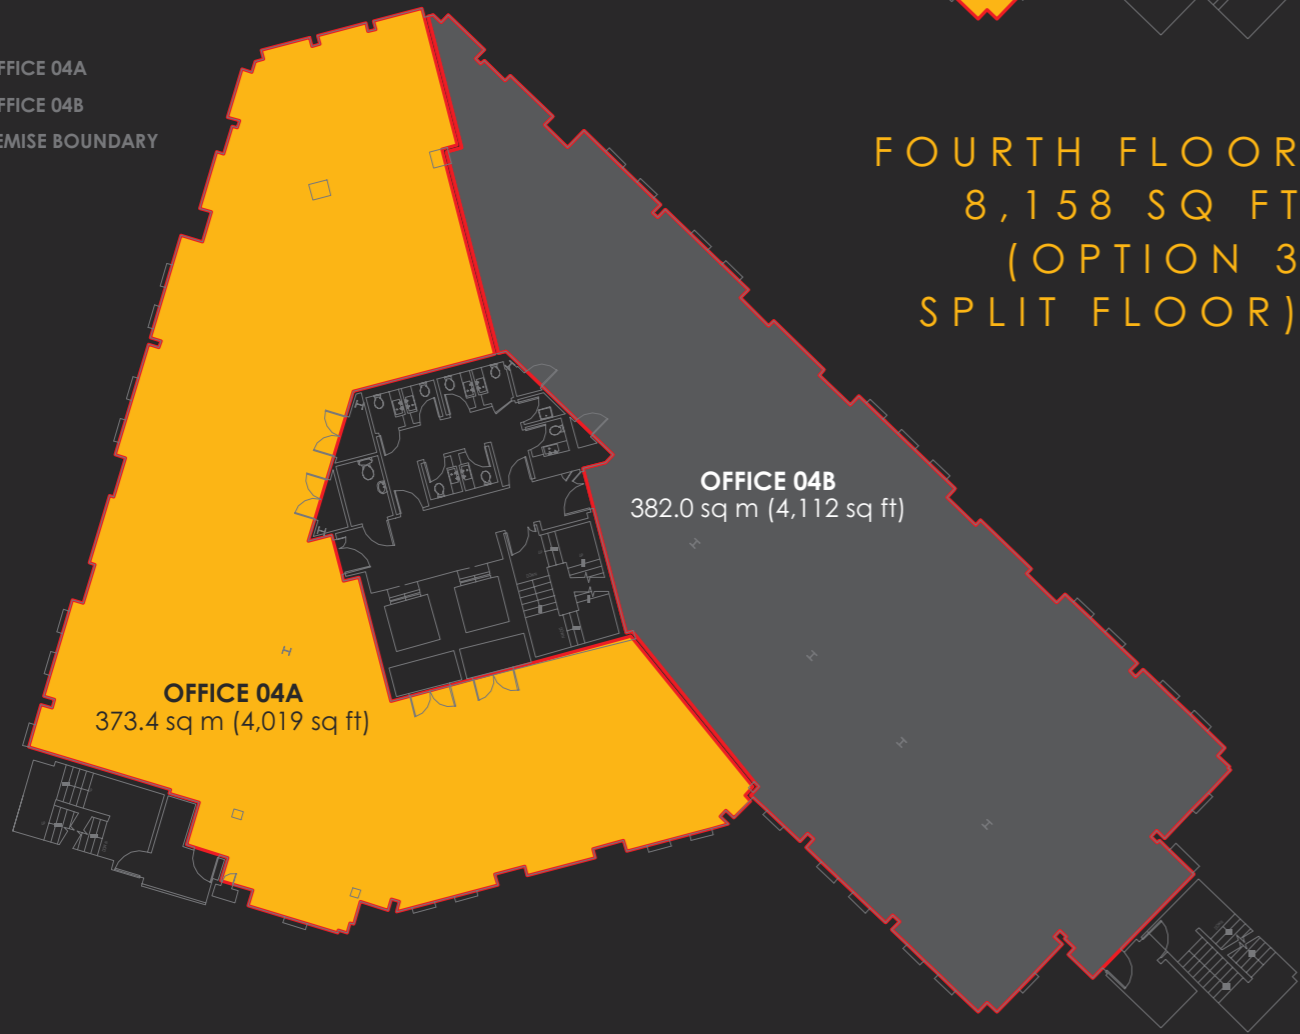 FFICE 04A
FFICE 04B
EMISE BOUNDARY
FOURTH FLOOR
8,158 SQ FT
(OPTION 3
SPLIT FLOOR)
OFFICE 04B
382.0 sq m (4,112 sq ft)
OFFICE 04A
373.4 sq m (4,019 sq ft)